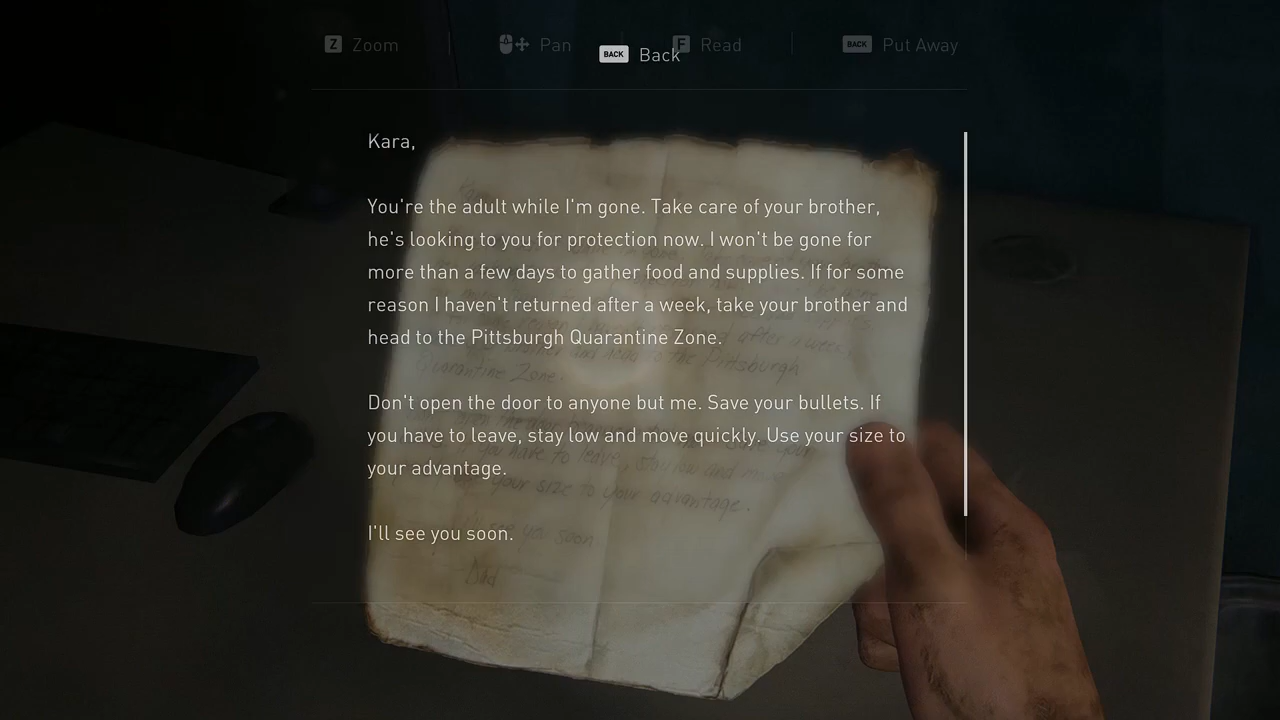 Z Zoom
Pan
F Read
BACK Put Away
BACK Back
Kara,
You're the adult while I'm gone. Take care of your brother,
he's looking to you for protection now. I won't be gone for
more than a few days to gather food and supplies. If for some
reason I haven't returned after a week, take your brother and
head to the Pittsburgh Quarantine Zone.
Don't open the door to anyone but me. Save your bullets. If
you have to leave, stay low and move quickly. Use your size to
your advantage.
I'll see you soon.
Dad